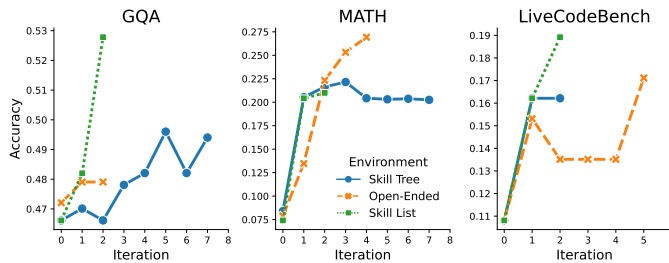 GQA
0.53
0.52
0.51
0.50
0.49
0.48
0.47
Accuracy
0 1 2 3 4 5 6 7 8
Iteration
MATH
0.275
0.250
0.225
0.200
0.175
0.150
0.125
0.100
0.075
Environment
Skill Tree
Open-Ended
Skill List
0 1 2 3 4 5 6 7 8
Iteration
LiveCodeBench
0.19
0.18
0.17
0.16
0.15
0.14
0.13
0.12
0.11
0 1 2 3 4 5
Iteration